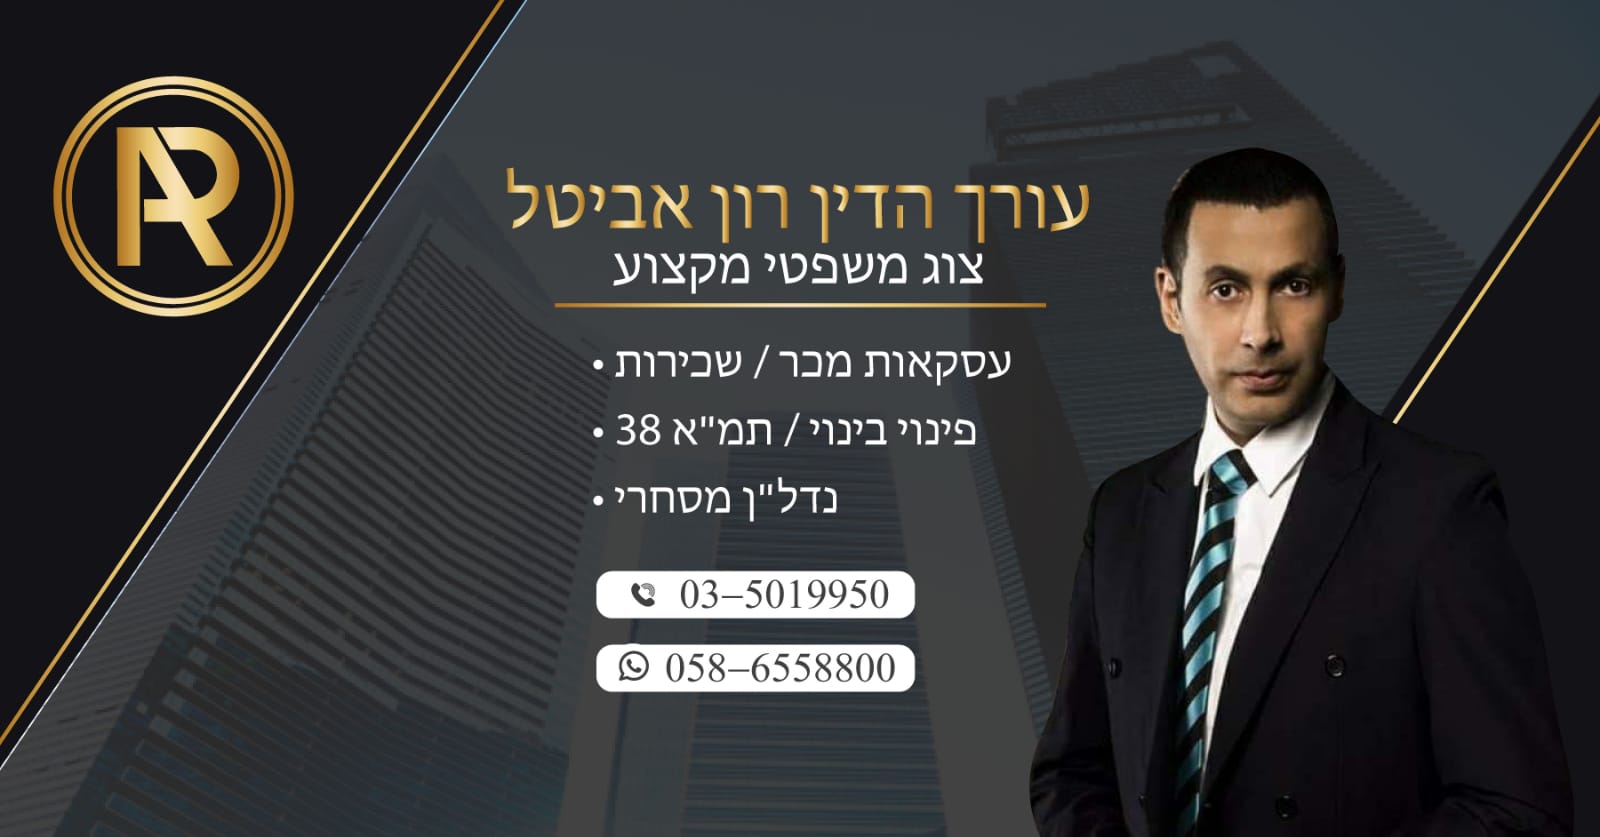 AR
עורך הדין רון אביטל
צוג משפטי מקצוע
• עסקאות מכר / שכירות
• פינוי בינוי / תמ"א 38
• נדל"ן מסחרי
03–5019950
058–6558800